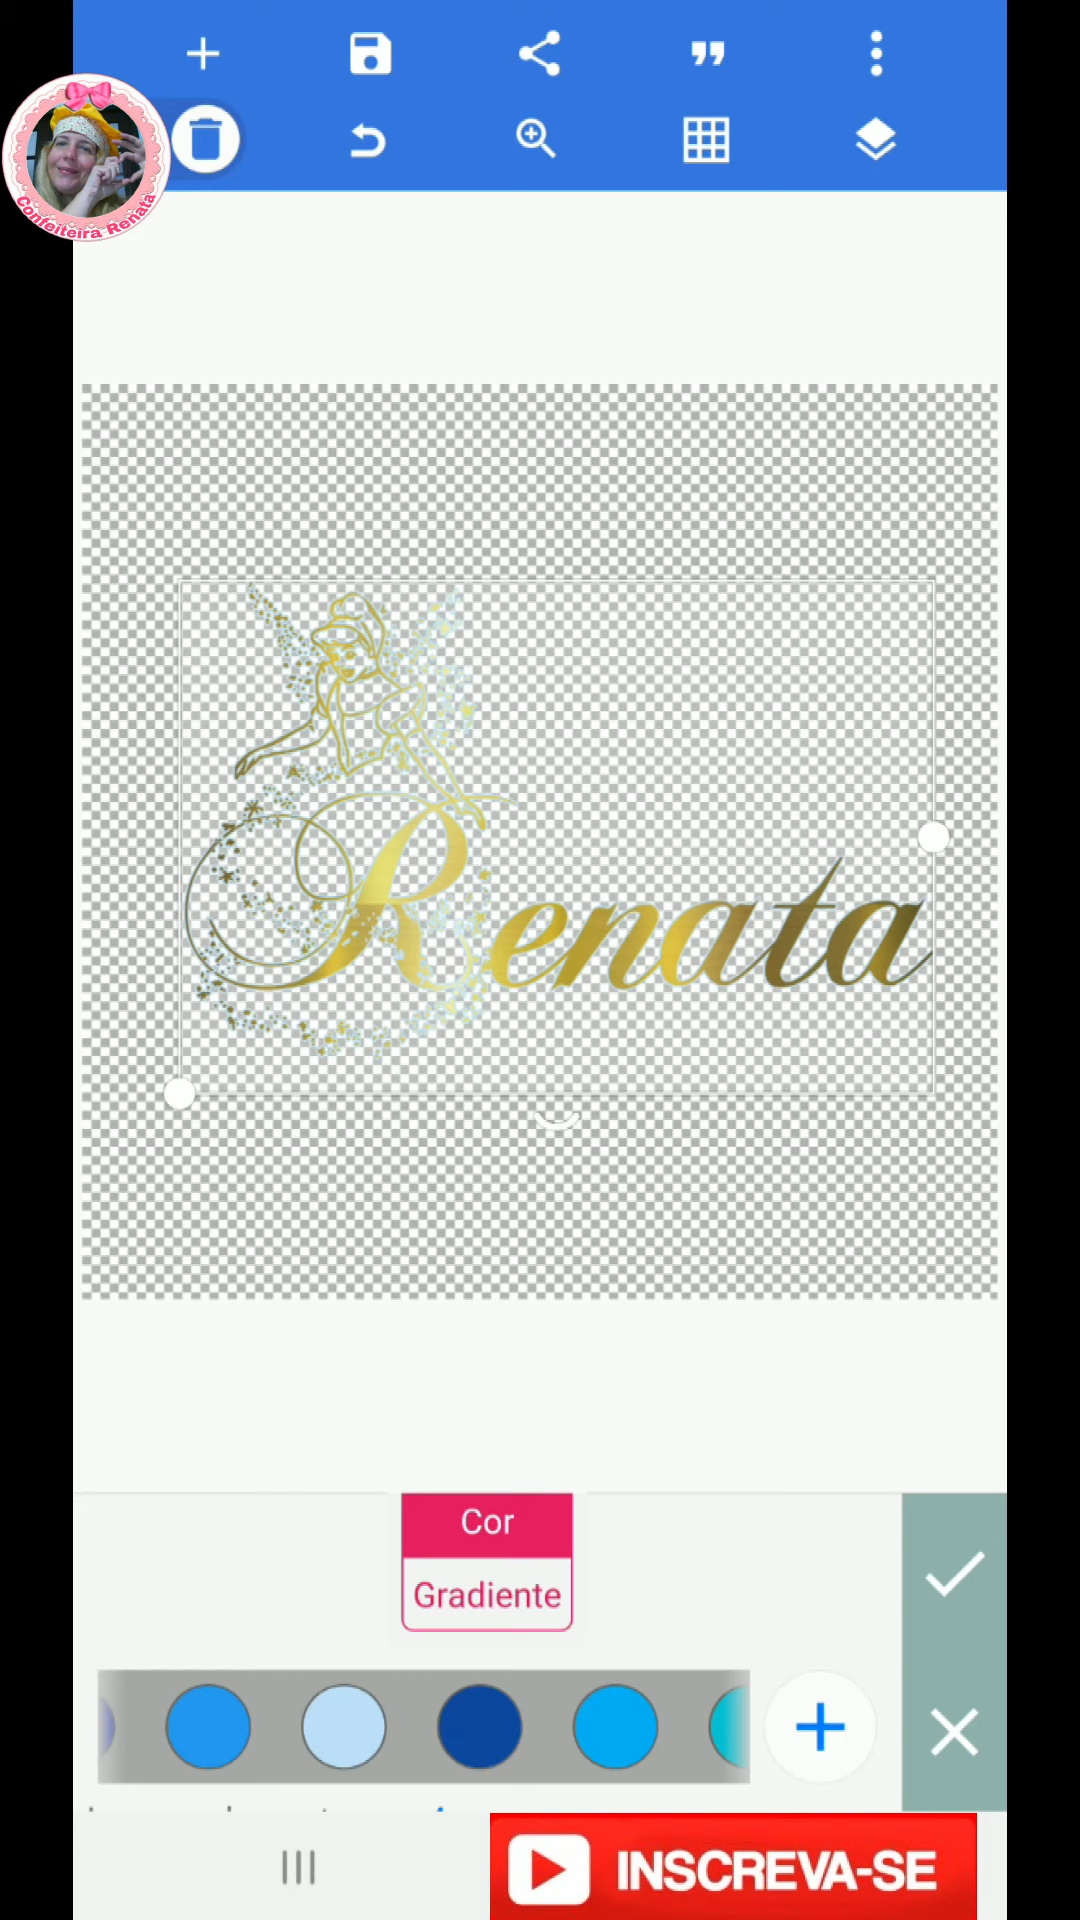 Confeiteira Renata
Renata
Cor
Gradiente
INSCREVA-SE